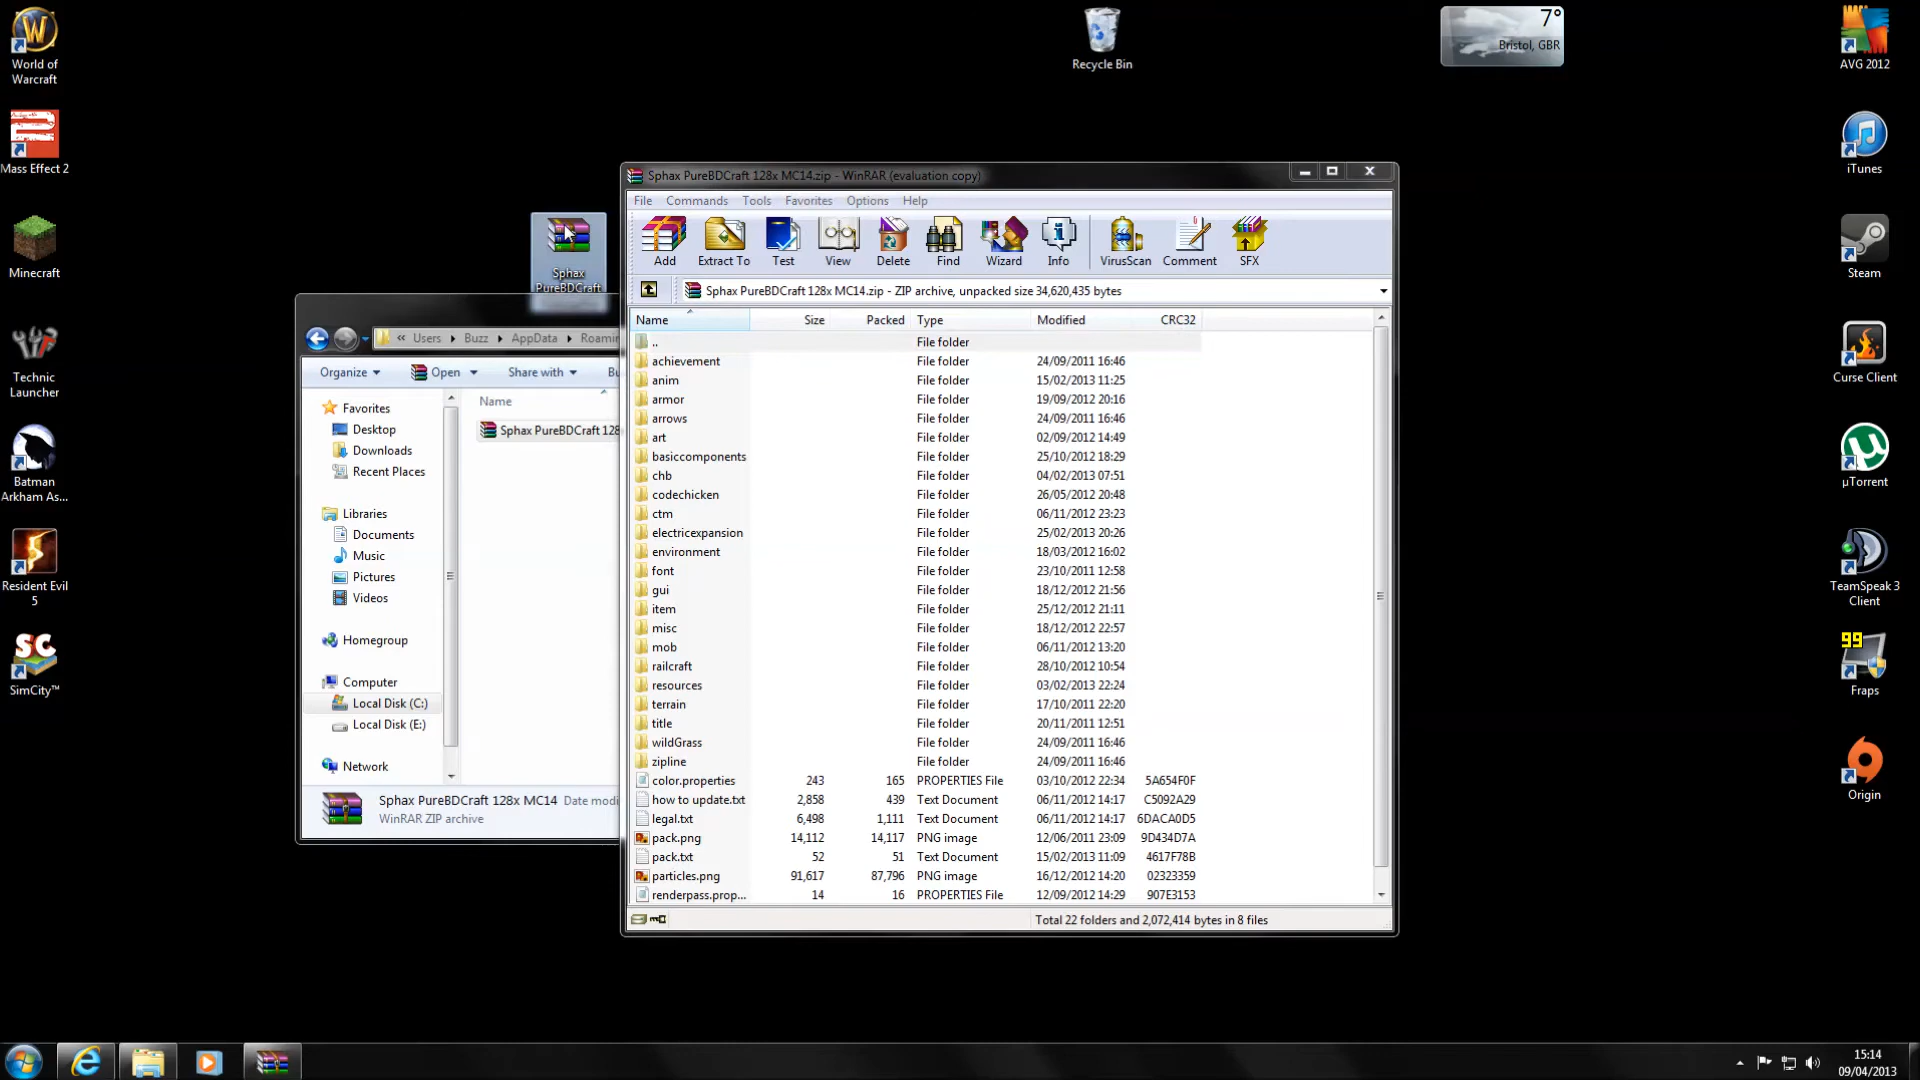 World of
Warcraft
Mass Effect 2
Minecraft
Technic
Launcher
Batman
Arkham As...
Resident Evil
5
SimCity™
Recycle Bin
7°
Bristol, GBR
AVG 2012
iTunes
Steam
Curse Client
µTorrent
TeamSpeak 3
Client
99
Fraps
Origin
Sphax
PureBDCraft
« Users Buzz AppData
Organize Open Share with
Favorites
Desktop
Downloads
Recent Places
Libraries
Documents
Music
Pictures
Videos
Homegroup
Computer
Local Disk (C:)
Local Disk (E:)
Network
Name
Sphax PureBDCraft 128
Sphax PureBDCraft 128x MC14 Date modi
WinRAR ZIP archive
Sphax PureBDCraft 128x MC14.zip - WinRAR (evaluation copy)
File Commands Tools Favorites Options Help
Add Extract To Test View Delete Find Wizard Info VirusScan Comment SFX
Sphax PureBDCraft 128x MC14.zip - ZIP archive, unpacked size 34,620,435 bytes
Name Size Packed Type Modified CRC32
.. File folder
achievement File folder 24/09/2011 16:46
anim File folder 15/02/2013 11:25
armor File folder 19/09/2012 20:16
arrows File folder 24/09/2011 16:46
art File folder 02/09/2012 14:49
basiccomponents File folder 25/10/2012 18:29
chb File folder 04/02/2013 07:51
codechicken File folder 26/05/2012 20:48
ctm File folder 06/11/2012 23:23
electricexpansion File folder 25/02/2013 20:26
environment File folder 18/03/2012 16:02
font File folder 23/10/2011 12:58
gui File folder 18/12/2012 21:56
item File folder 25/12/2012 21:11
misc File folder 18/12/2012 22:57
mob File folder 06/11/2012 13:20
railcraft File folder 28/10/2012 10:54
resources File folder 03/02/2013 22:24
terrain File folder 17/10/2011 22:20
title File folder 20/11/2011 12:51
wildGrass File folder 24/09/2011 16:46
zipline File folder 24/09/2011 16:46
color.properties 243 165 PROPERTIES File 03/10/2012 22:34 5A654F0F
how to update.txt 2,858 439 Text Document 06/11/2012 14:17 C5092A29
legal.txt 6,498 1,111 Text Document 06/11/2012 14:17 6DACA0D5
pack.png 14,112 14,117 PNG image 12/06/2011 23:09 9D434D7A
pack.txt 52 51 Text Document 15/02/2013 11:09 4617F78B
particles.png 91,617 87,796 PNG image 16/12/2012 14:20 02323359
renderpass.prop... 14 16 PROPERTIES File 12/09/2012 14:29 907E3153
Total 22 folders and 2,072,414 bytes in 8 files
15:14
09/04/2013